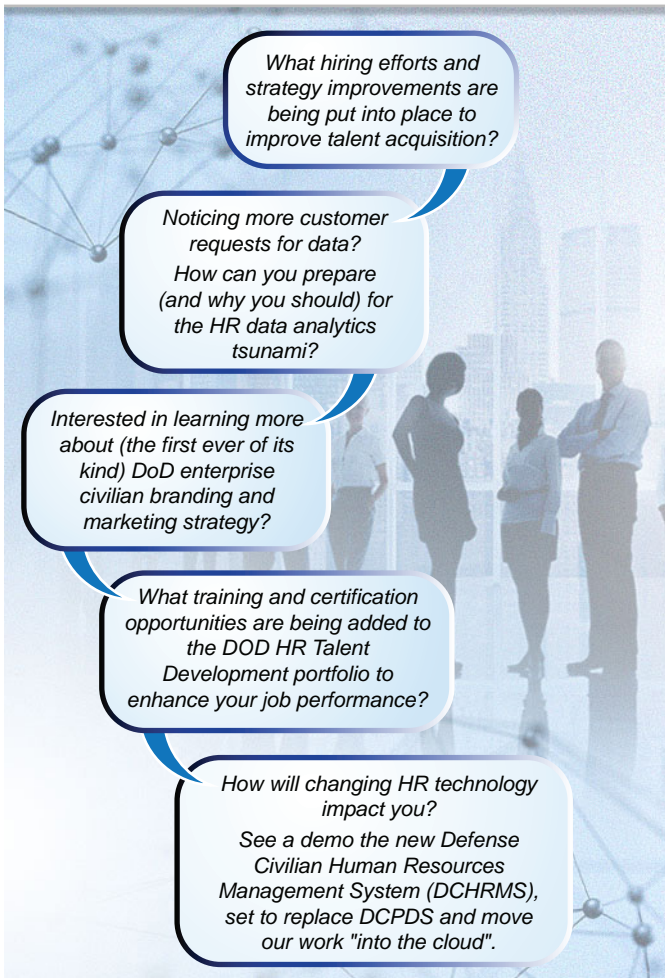 What hiring efforts and
strategy improvements are
being put into place to
improve talent acquisition?
Noticing more customer
requests for data?
How can you prepare
(and why you should) for
the HR data analytics
tsunami?
Interested in learning more
about (the first ever of its
kind) DoD enterprise
civilian branding and
marketing strategy?
What training and certification
opportunities are being added to
the DOD HR Talent
Development portfolio to
enhance your job performance?
How will changing HR technology
impact you?
See a demo the new Defense
Civilian Human Resources
Management System (DCHRMS),
set to replace DCPDS and move
our work "into the cloud".